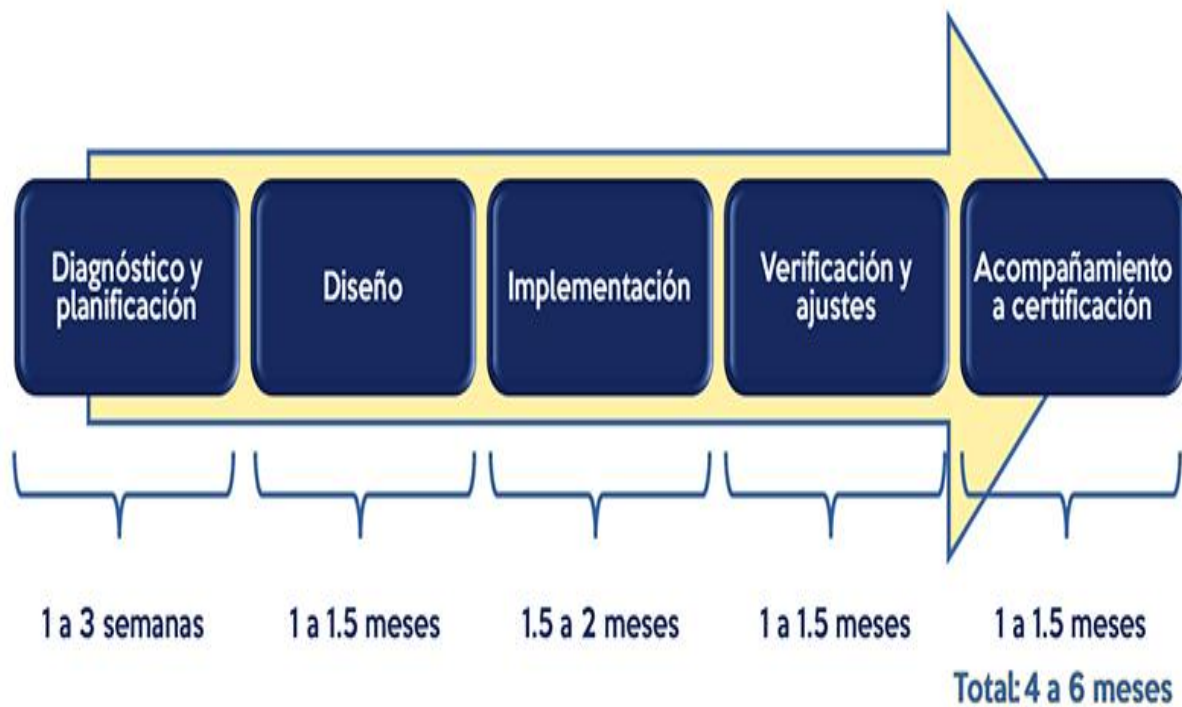 Diagnóstico y
planificación
Diseño
Implementación
Verificación y
ajustes
Acompañamiento
a certificación
1 a 3 semanas
1 a 1.5 meses
1.5 a 2 meses
1 a 1.5 meses
1 a 1.5 meses
Total: 4 a 6 meses